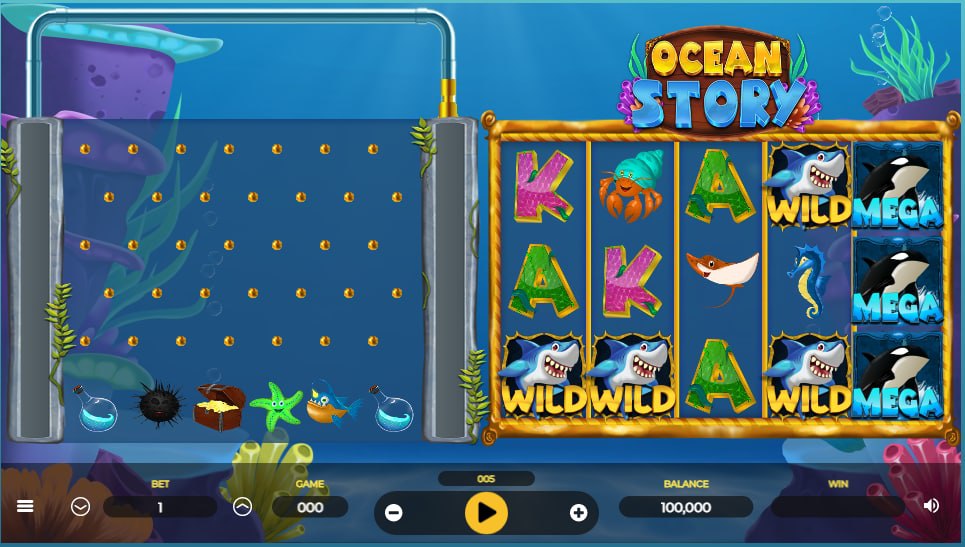 OCEAN
STORY
K A WILD MEGA
A K MEGA
WILD WILD A WILD MEGA
BET GAME 005 BALANCE WIN
1 000 100,000